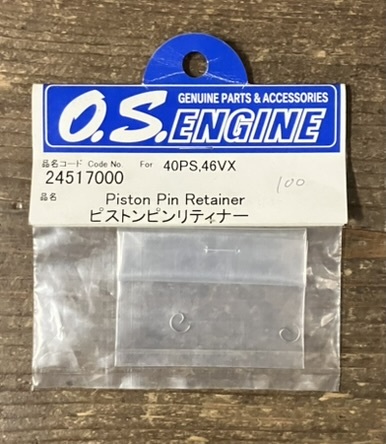 GENUINE PARTS & ACCESSORIES
O.S.ENGINE
品名コード Code No. For 40PS,46VX
24517000
100
品名 Piston Pin Retainer
ピストンピンリティナー